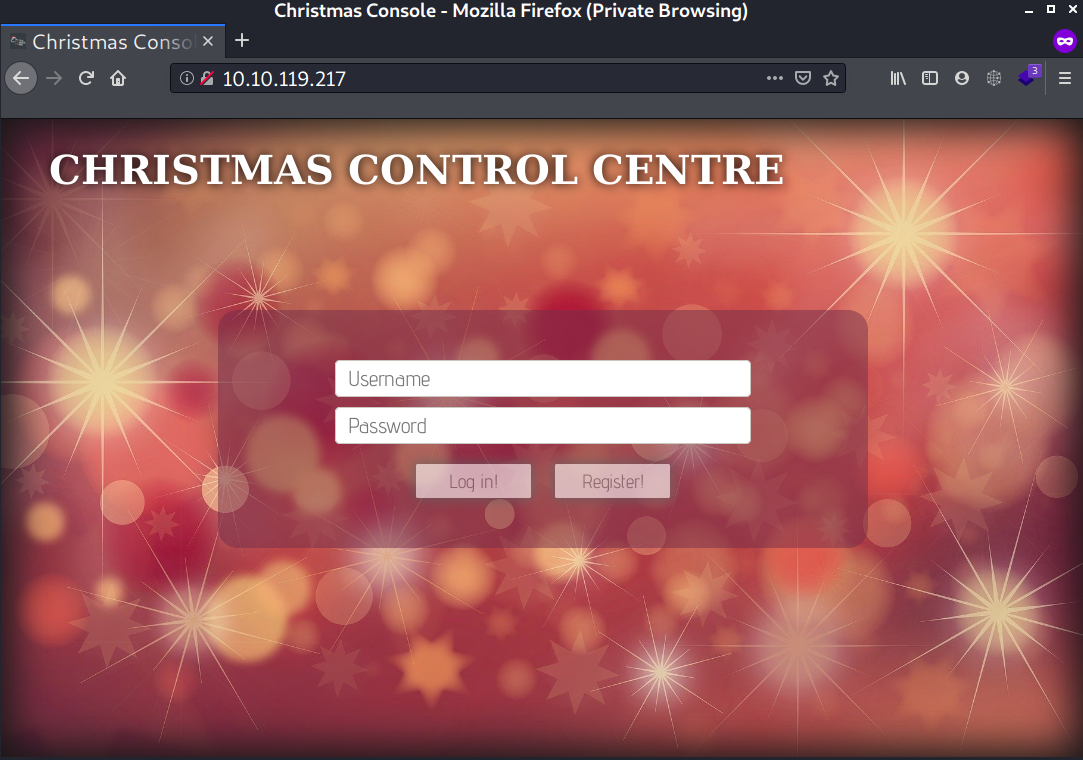 Christmas Console - Mozilla Firefox (Private Browsing)
Christmas Conso
10.10.119.217
3
CHRISTMAS CONTROL CENTRE
Username
Password
Log in! Register!